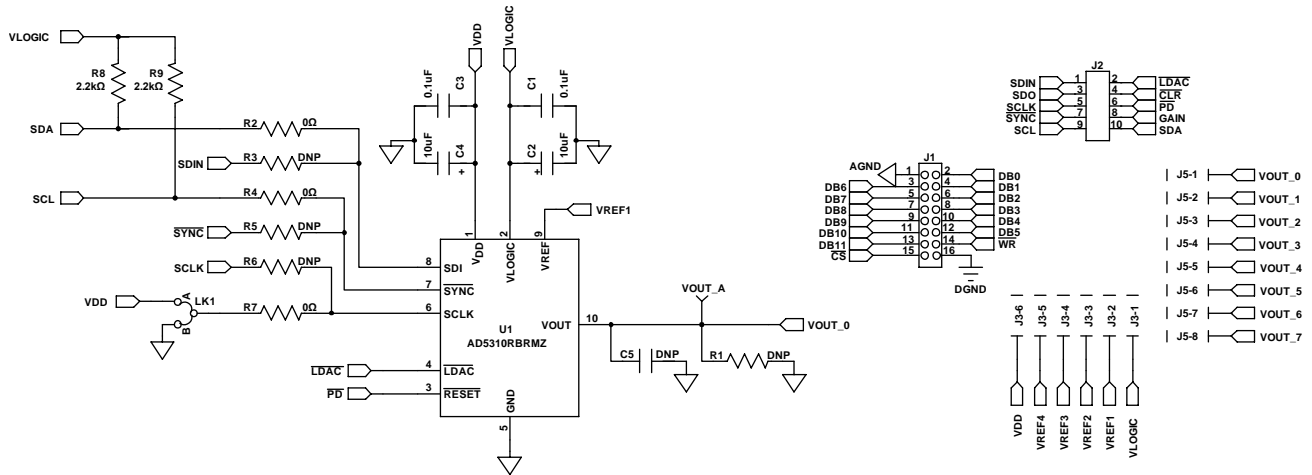 VLOGIC
R8
2.2kΩ
R9
2.2kΩ
SDA
R2
0Ω
SDIN
R3
DNP
SCL
R4
0Ω
SYNC
R5
DNP
SCLK
R6
DNP
VDD
A
LK1
B
R7
0Ω
VDD
VLOGIC
0.1uF
C3
C1
0.1uF
10uF
C4
+
C2
+
10uF
VREF1
1
2
9
VDD
VLOGIC
VREF
8
SDI
7
SYNC
6
SCLK
U1
AD5310RBRMZ
VOUT
10
LDAC
4
LDAC
PD
3
RESET
GND
5
VOUT_A
VOUT_0
C5
DNP
R1
DNP
J2
SDIN
1
2
LDAC
SDO
3
4
CLR
SCLK
5
6
PD
SYNC
7
8
GAIN
SCL
9
10
SDA
J1
AGND
1
2
DB0
DB6
3
4
DB1
DB7
5
6
DB2
DB8
7
8
DB3
DB9
9
10
DB4
DB10
11
12
DB5
DB11
13
14
WR
CS
15
16
DGND
J5-1
VOUT_0
J5-2
VOUT_1
J5-3
VOUT_2
J5-4
VOUT_3
J5-5
VOUT_4
J5-6
VOUT_5
J5-7
VOUT_6
J5-8
VOUT_7
J3-6
J3-5
J3-4
J3-3
J3-2
J3-1
VDD
VREF4
VREF3
VREF2
VREF1
VLOGIC